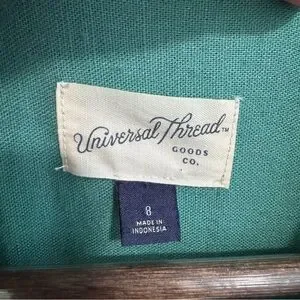 Universal Thread™
GOODS
CO.
8
MADE IN
INDONESIA